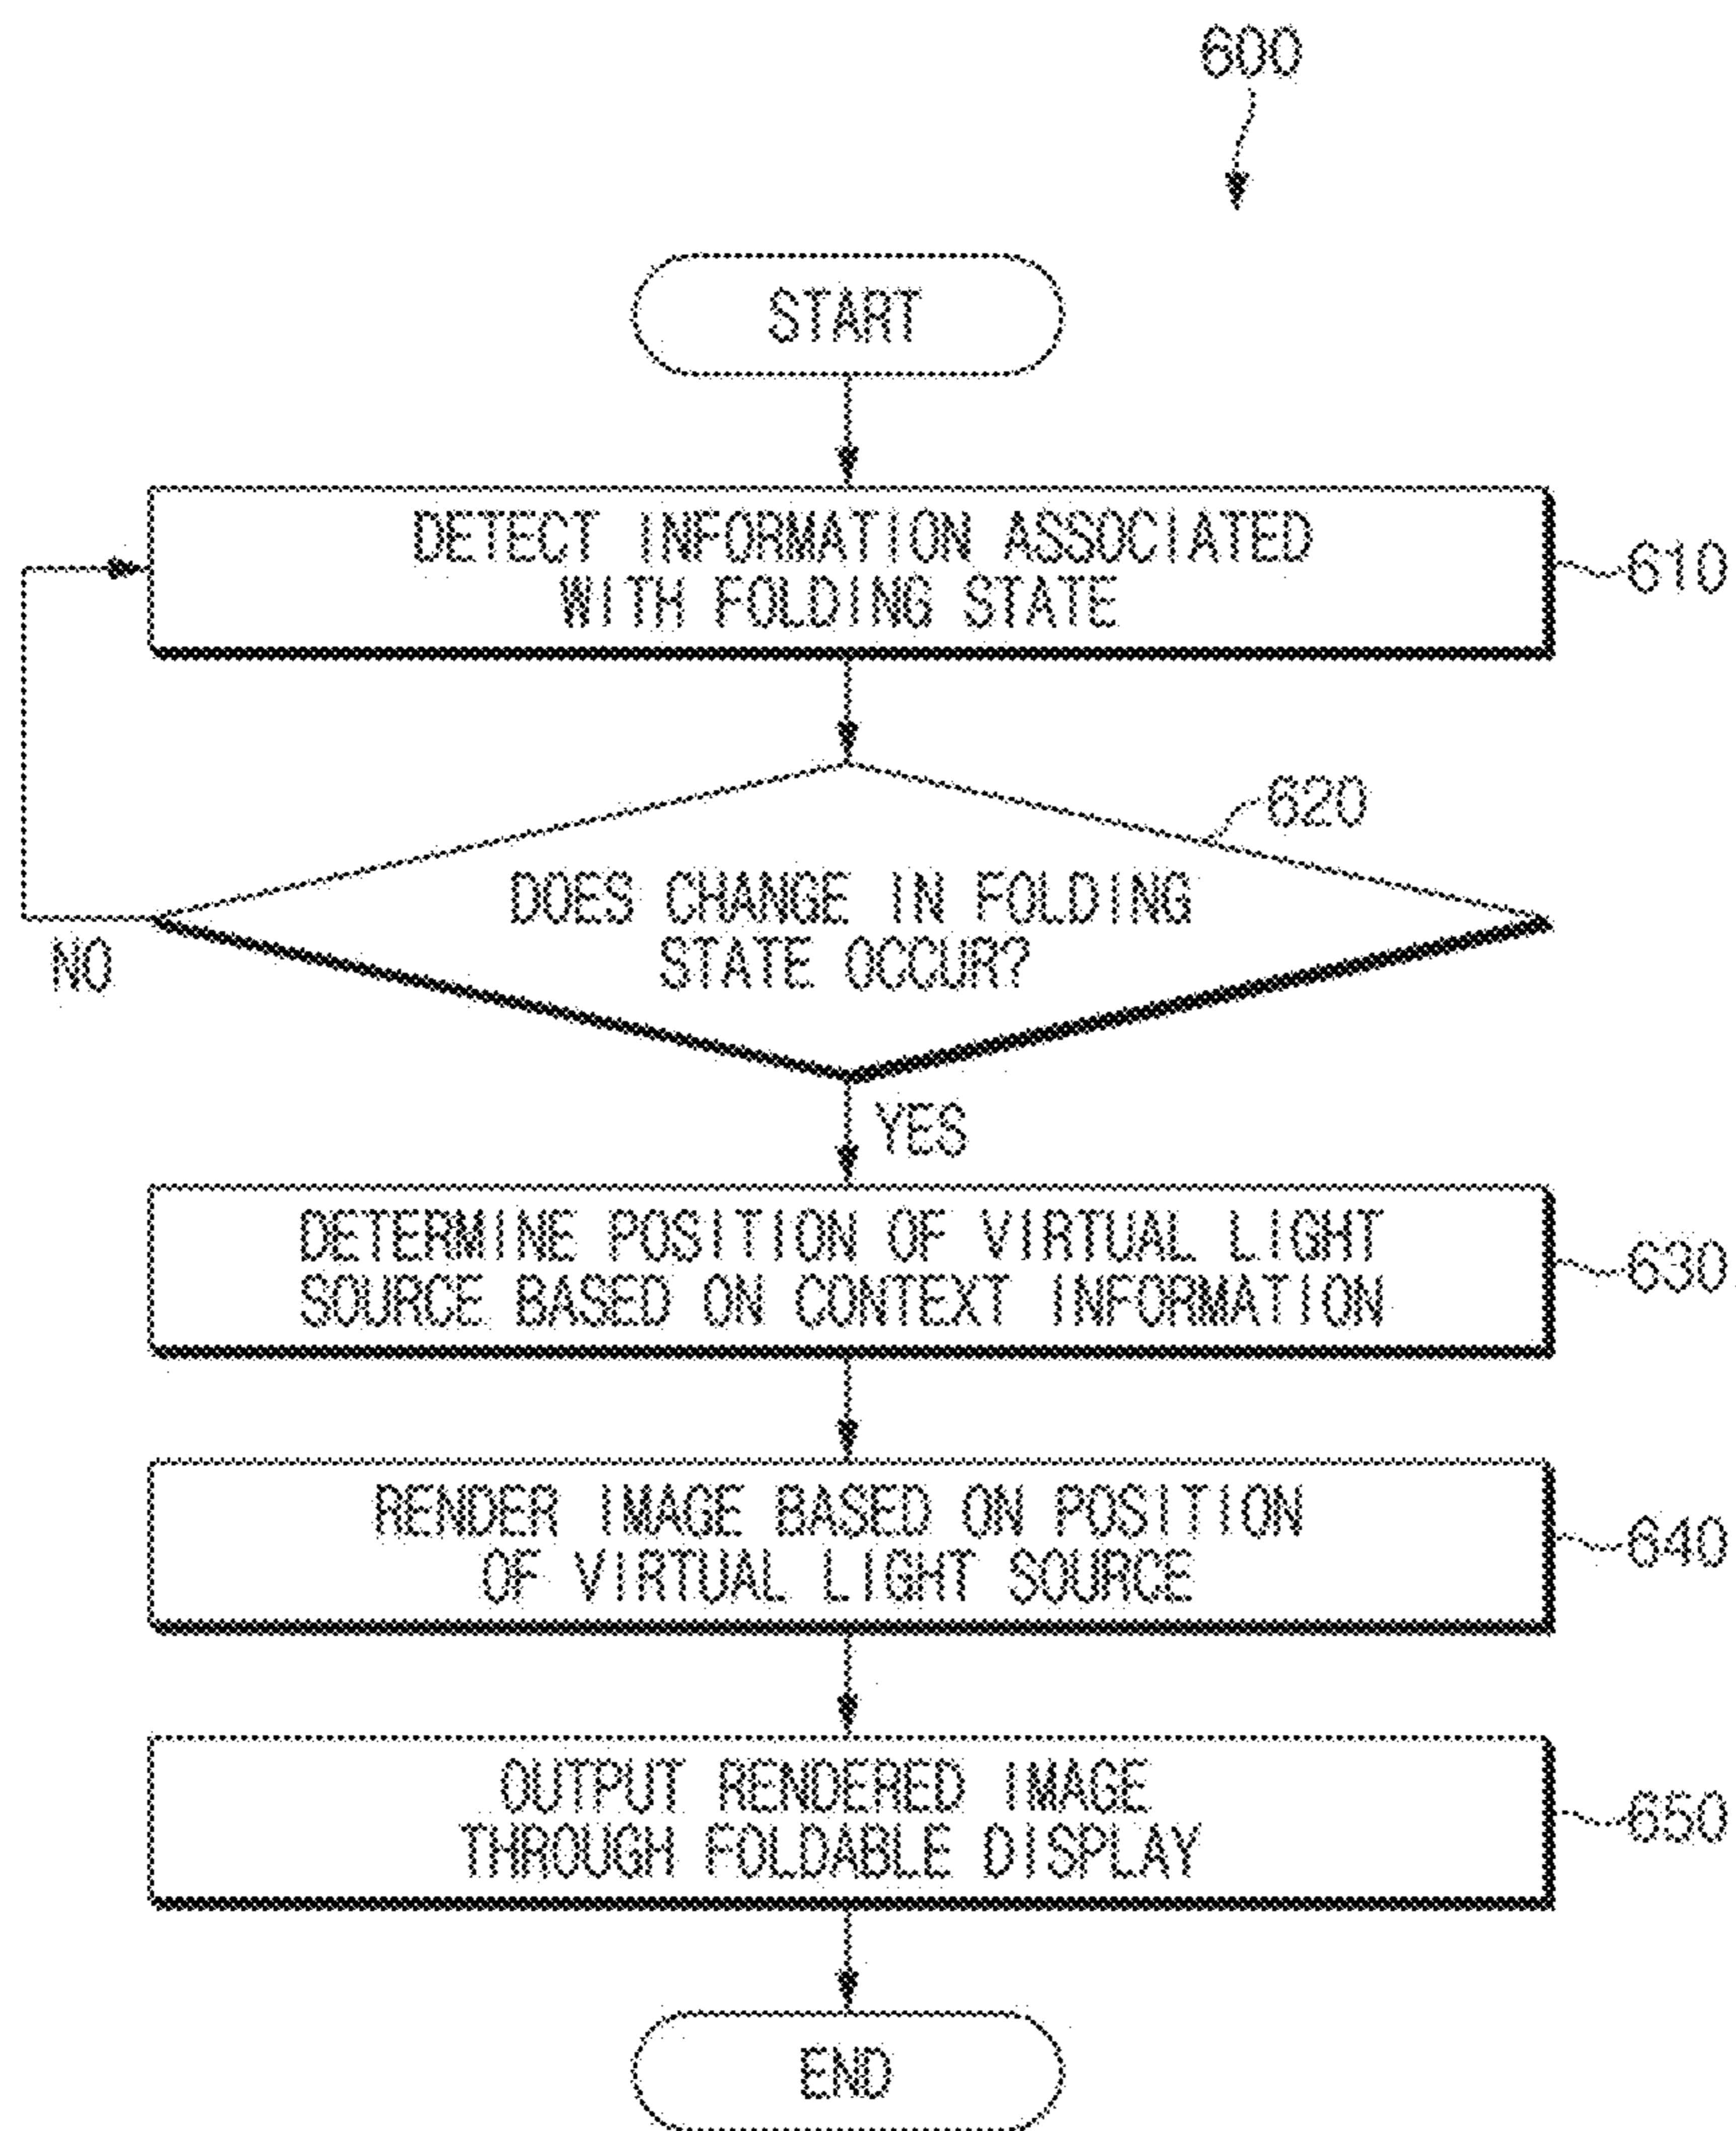 600
START
DETECT INFORMATION ASSOCIATED
WITH FOLDING STATE
610
620
DOES CHANGE IN FOLDING
STATE OCCUR?
NO
YES
DETERMINE POSITION OF VIRTUAL LIGHT
SOURCE BASED ON CONTEXT INFORMATION
630
RENDER IMAGE BASED ON POSITION
OF VIRTUAL LIGHT SOURCE
640
OUTPUT RENDERED IMAGE
THROUGH FOLDABLE DISPLAY
650
END